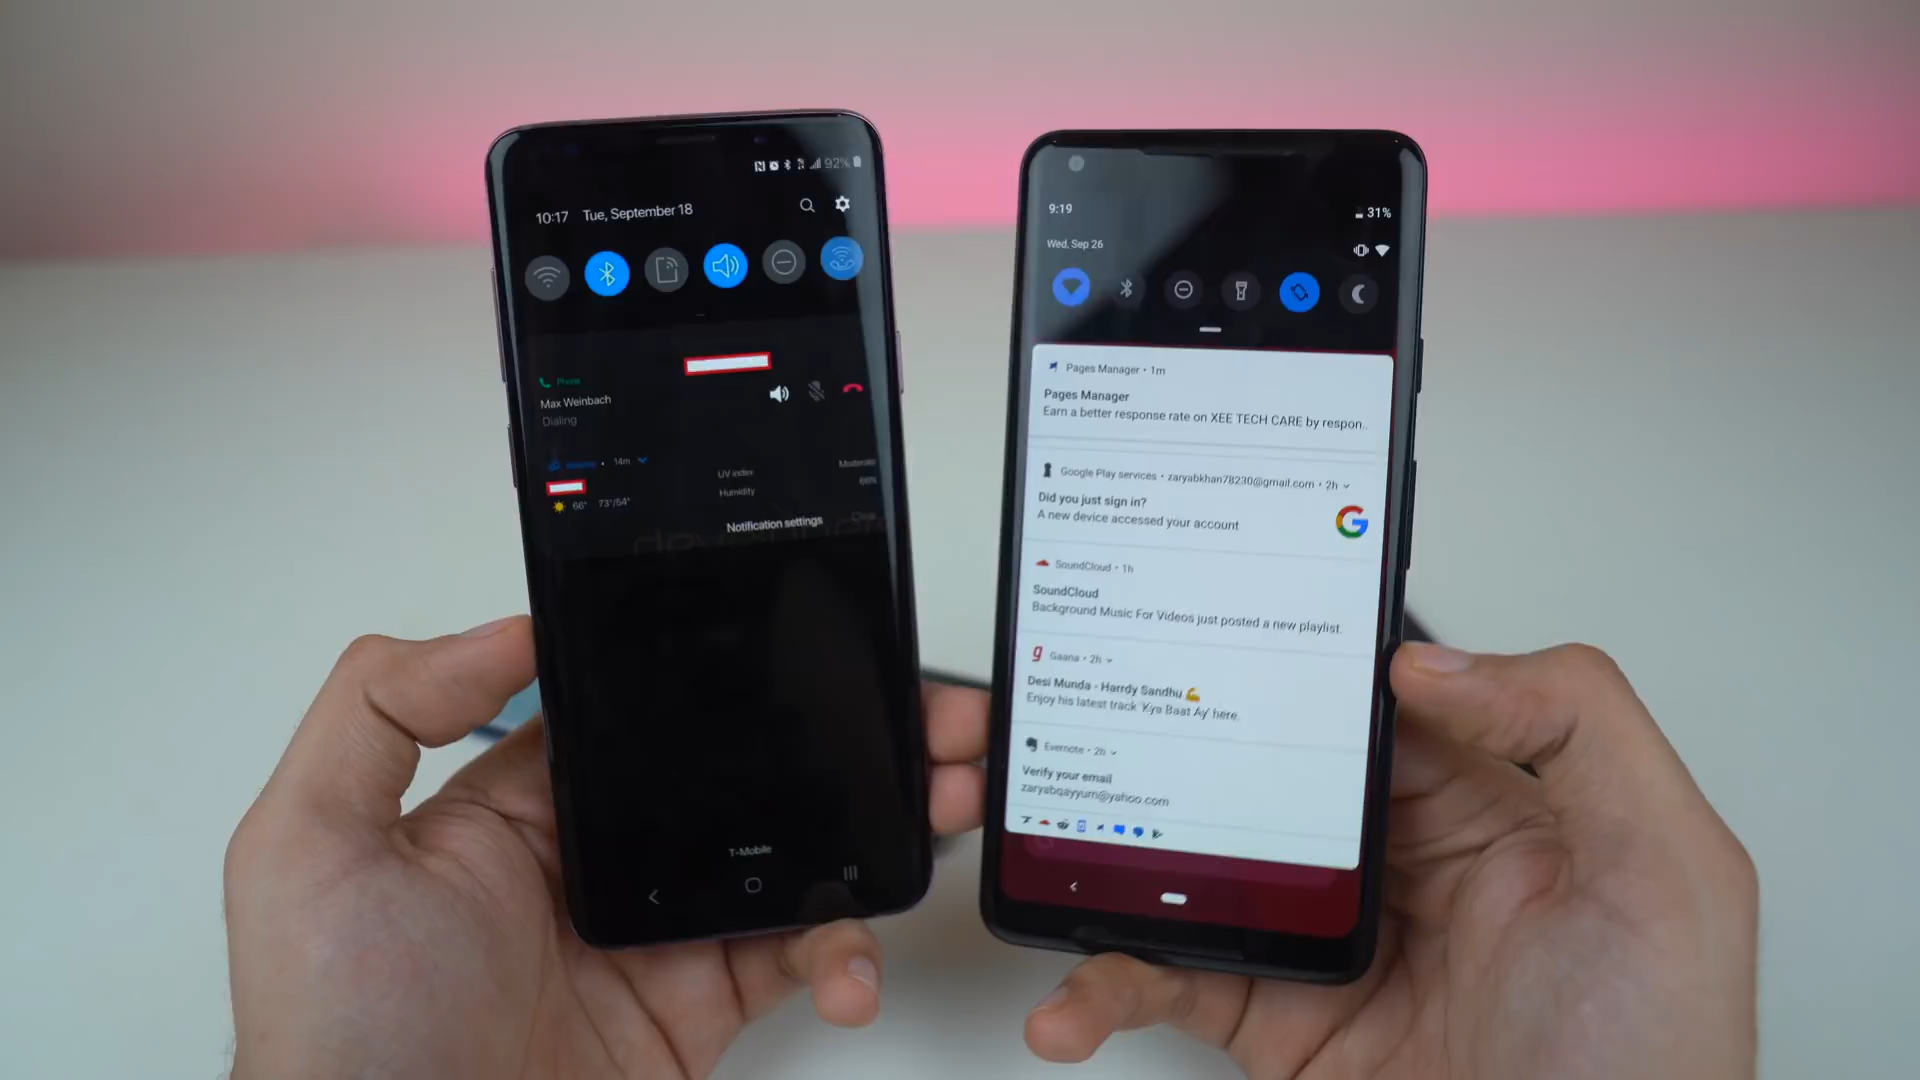 92%
10:17 Tue, September 18
Phone
Max Weinbach
Dialing
14m
UV index Moderate
Humidity 66%
66° 73°/54°
Notification settings Clear
T-Mobile
9:19 31%
Wed, Sep 26
Pages Manager • 1m
Pages Manager
Earn a better response rate on XEE TECH CARE by respon..
Google Play services • zaryabkhan78230@gmail.com • 2h
Did you just sign in?
A new device accessed your account
SoundCloud • 1h
SoundCloud
Background Music For Videos just posted a new playlist.
Gaana • 2h
Desi Munda - Harrdy Sandhu 💪
Enjoy his latest track 'Kya Baat Ay' here.
Evernote • 2h
Verify your email
zaryabqayyum@yahoo.com